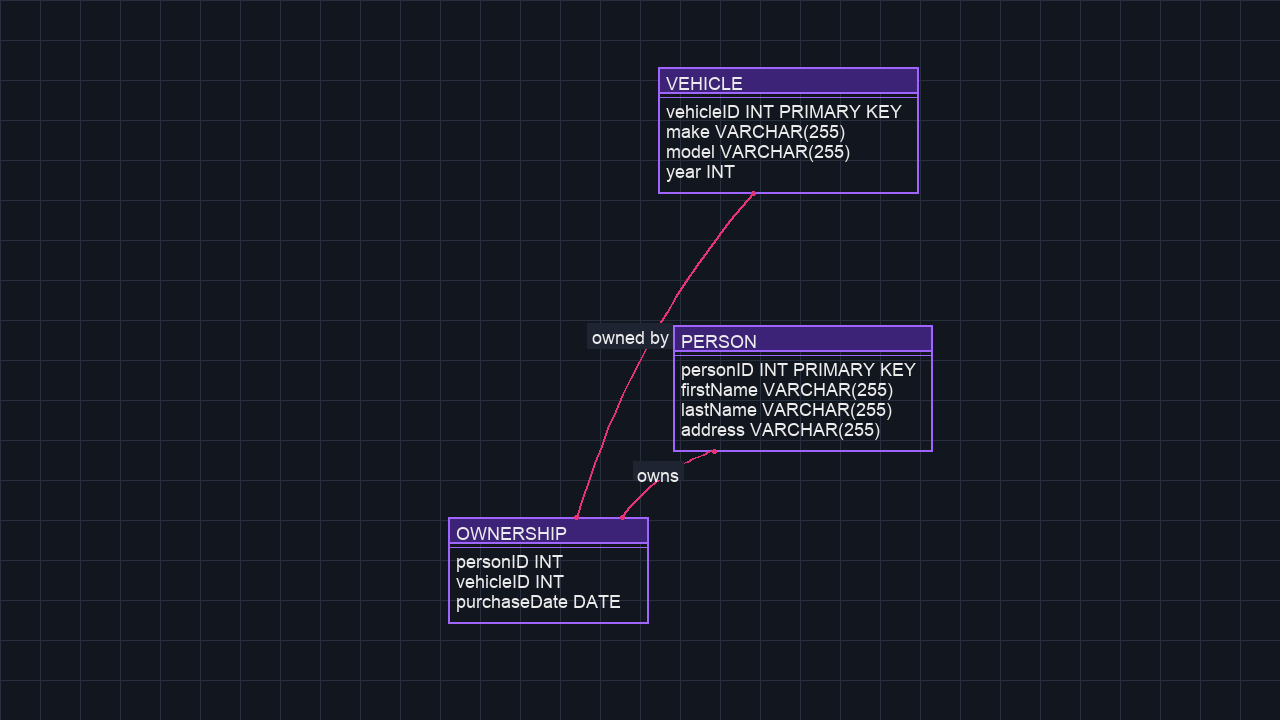 VEHICLE
vehicleID INT PRIMARY KEY
make VARCHAR(255)
model VARCHAR(255)
year INT
owned by
PERSON
personID INT PRIMARY KEY
firstName VARCHAR(255)
lastName VARCHAR(255)
address VARCHAR(255)
owns
OWNERSHIP
personID INT
vehicleID INT
purchaseDate DATE